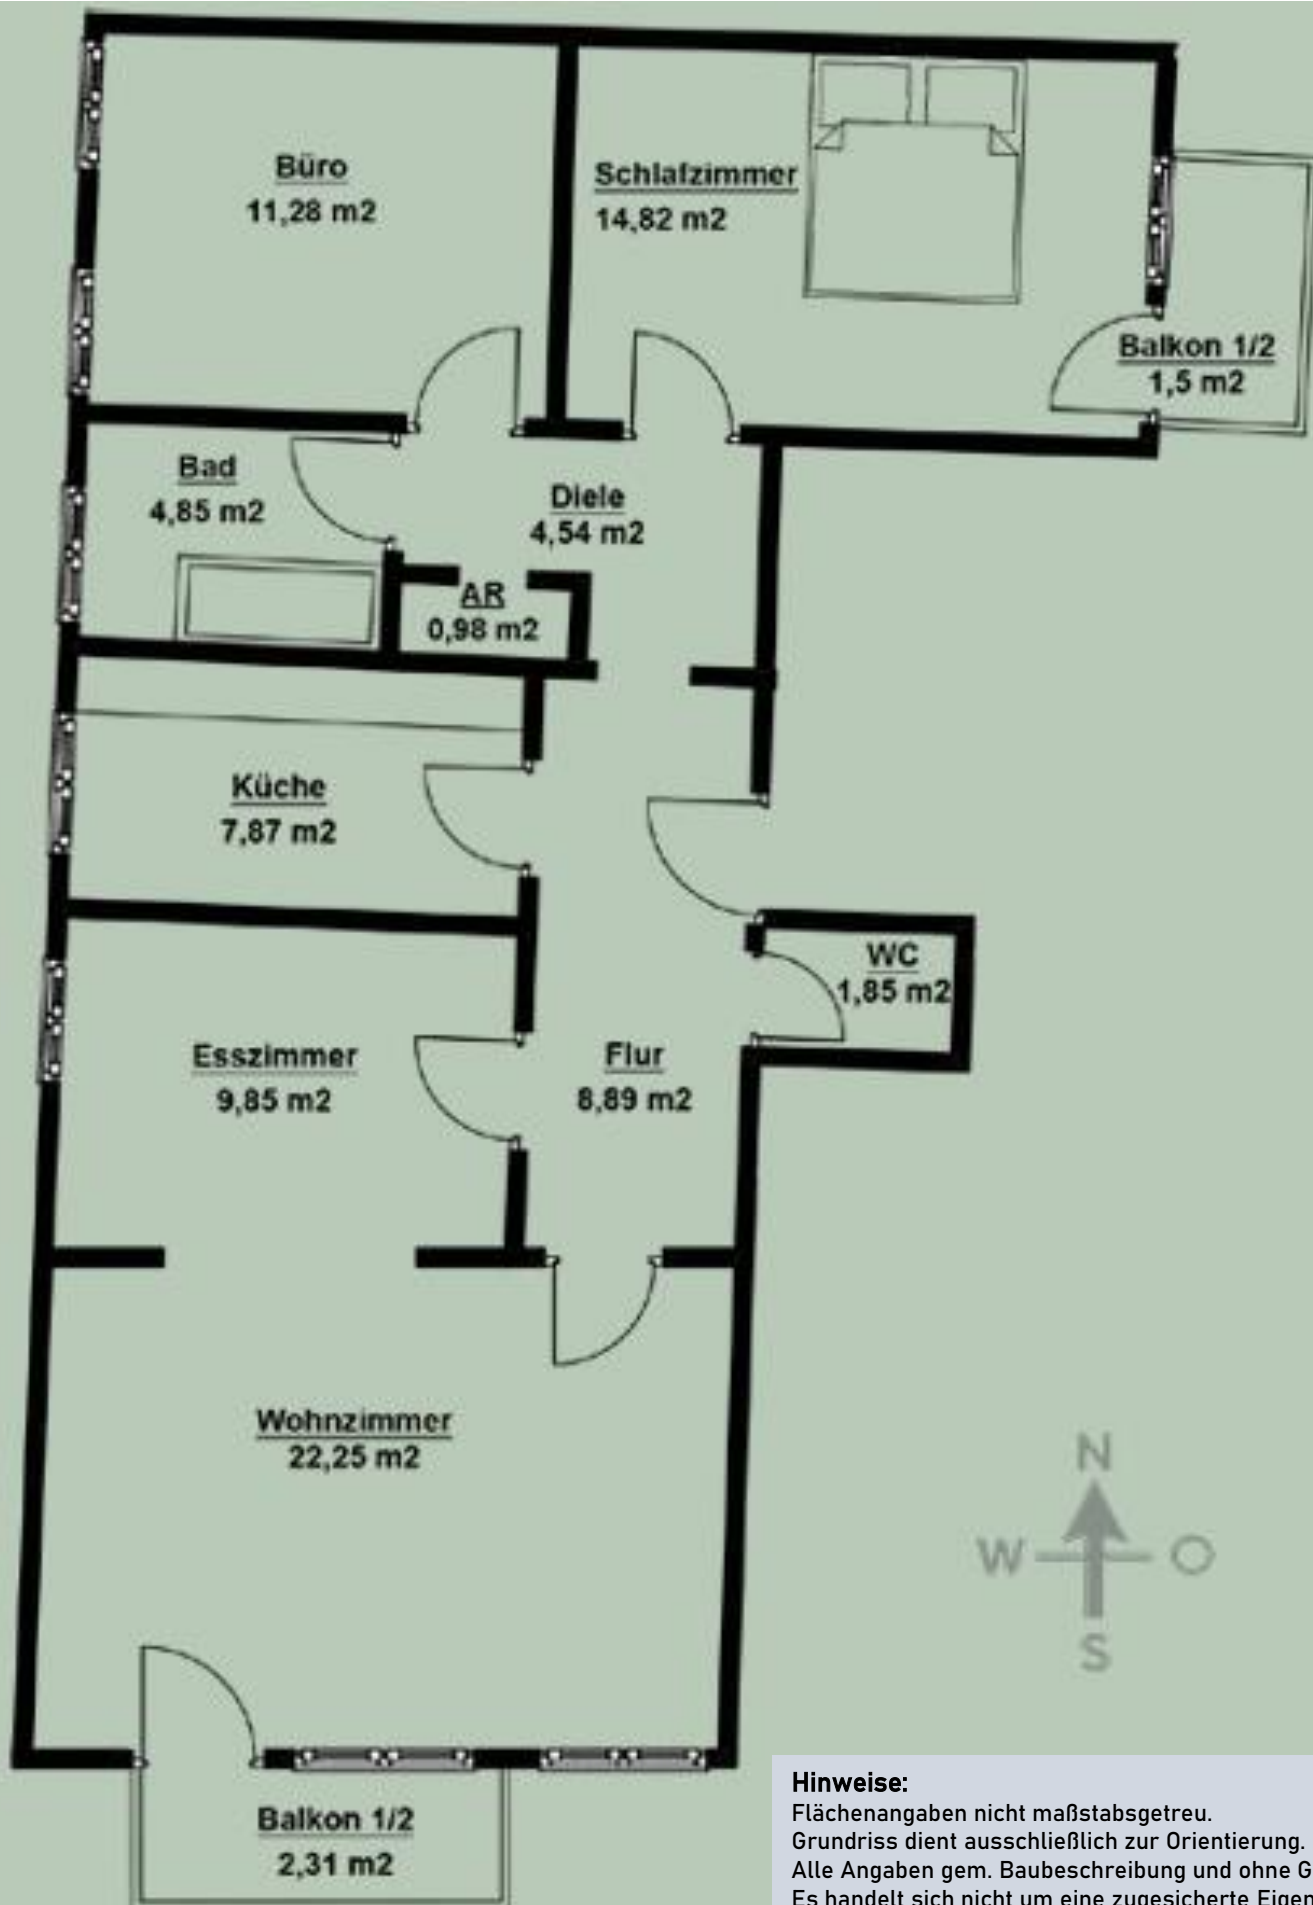 Büro
11,28 m2
Schlafzimmer
14,82 m2
Balkon 1/2
1,5 m2
Bad
4,85 m2
Diele
4,54 m2
AR
0,98 m2
Küche
7,87 m2
WC
1,85 m2
Esszimmer
9,85 m2
Flur
8,89 m2
Wohnzimmer
22,25 m2
N
W O
S
Balkon 1/2
2,31 m2
Hinweise:
Flächenangaben nicht maßstabsgetreu.
Grundriss dient ausschließlich zur Orientierung.
Alle Angaben gem. Baubeschreibung und ohne G
Es handelt sich nicht um eine zugesicherte Eigen